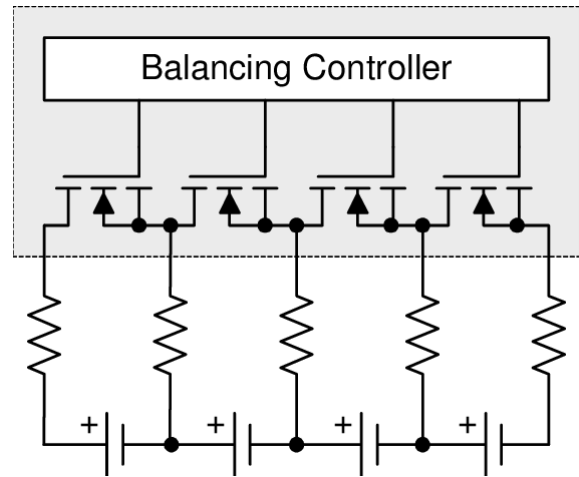 Balancing Controller
+ + + +